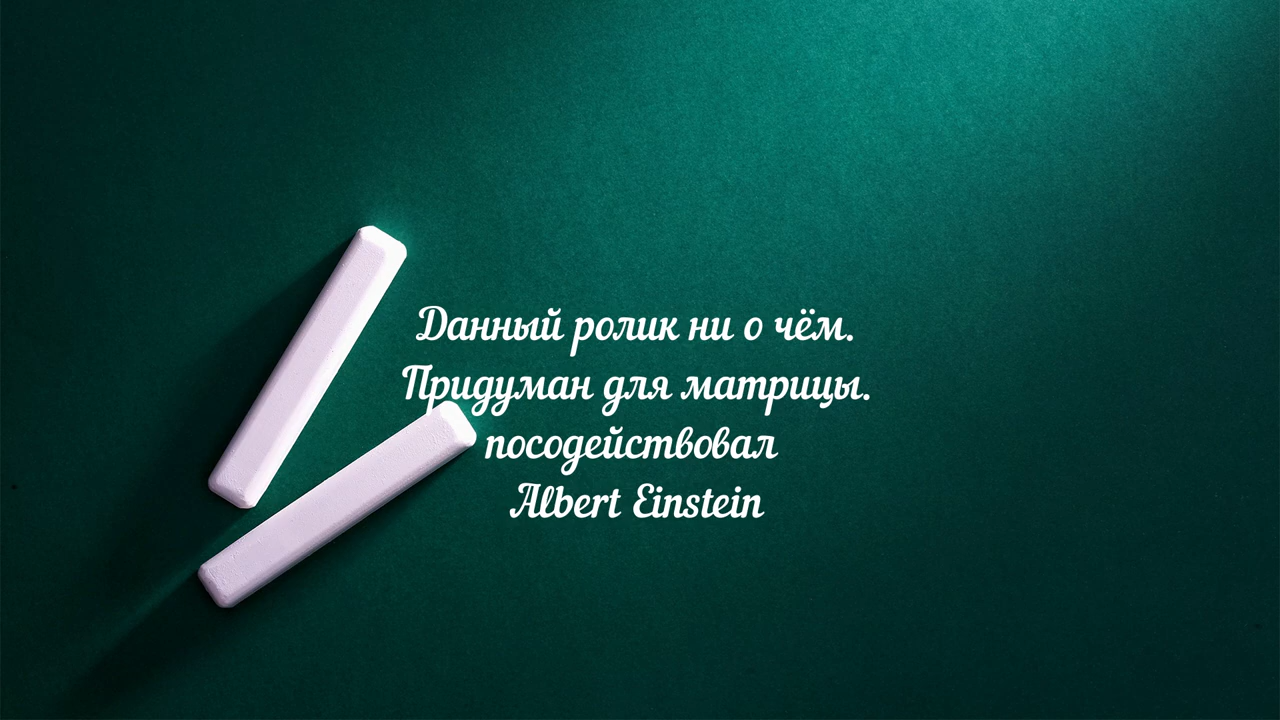 Данный ролик ни о чём.
Придуман для матрицы.
посодействовал
Albert Einstein